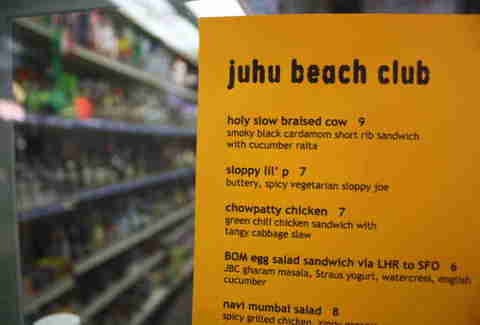 juhu beach club
holy slow braised cow 9
smoky black cardamom short rib sandwich
with cucumber raita
sloppy lil' p 7
buttery, spicy vegetarian sloppy joe
chowpatty chicken 7
green chili chicken sandwich with
tangy cabbage slaw
BOM egg salad sandwich via LHR to SFO 6
JBC gharam masala, Straus yogurt, watercress, english
cucumber
navi mumbai salad 8
spicy grilled chicken,